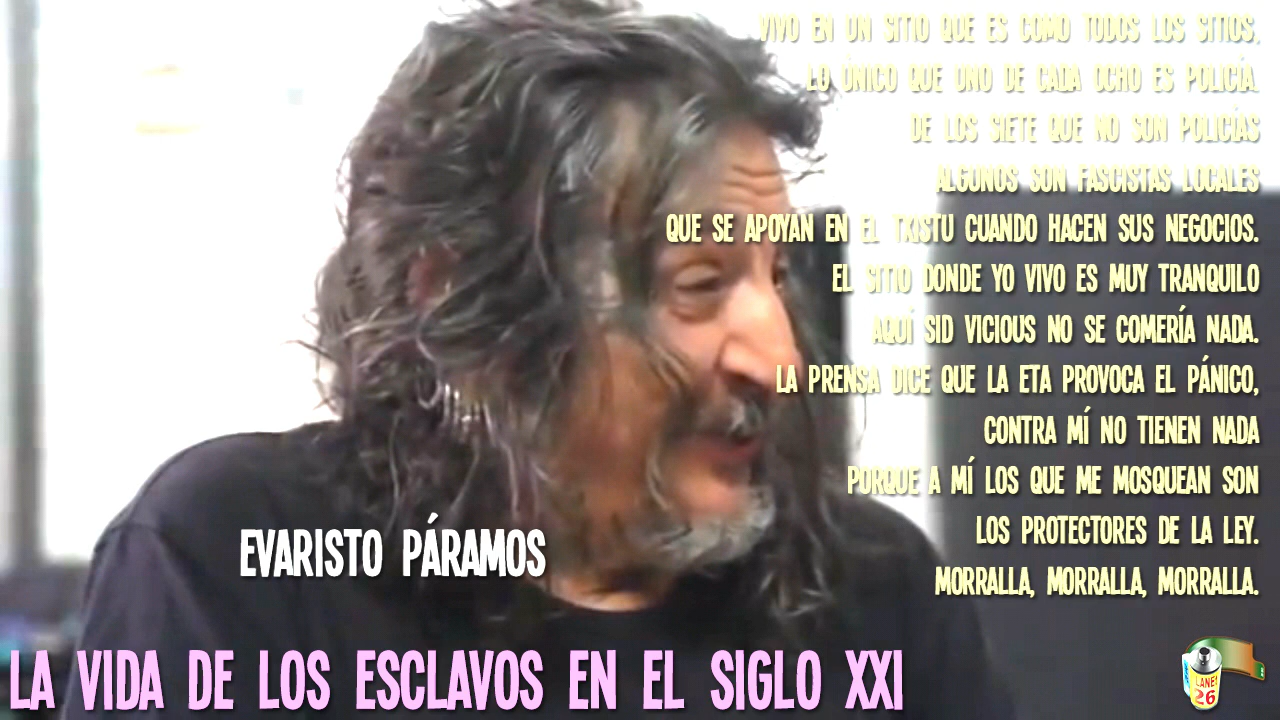 VIVO EN UN SITIO QUE ES COMO TODOS LOS SITIOS,
LO ÚNICO QUE UNO DE CADA OCHO ES POLICÍA.
DE LOS SIETE QUE NO SON POLICÍAS
ALGUNOS SON FASCISTAS LOCALES
QUE SE APOYAN EN EL TXISTU CUANDO HACEN SUS NEGOCIOS.
EL SITIO DONDE YO VIVO ES MUY TRANQUILO
AQUÍ SID VICIOUS NO SE COMERÍA NADA.
LA PRENSA DICE QUE LA ETA PROVOCA EL PÁNICO,
CONTRA MÍ NO TIENEN NADA
PORQUE A MÍ LOS QUE ME MOSQUEAN SON
LOS PROTECTORES DE LA LEY.
MORRALLA, MORRALLA, MORRALLA.
EVARISTO PÁRAMOS
LA VIDA DE LOS ESCLAVOS EN EL SIGLO XXI
26